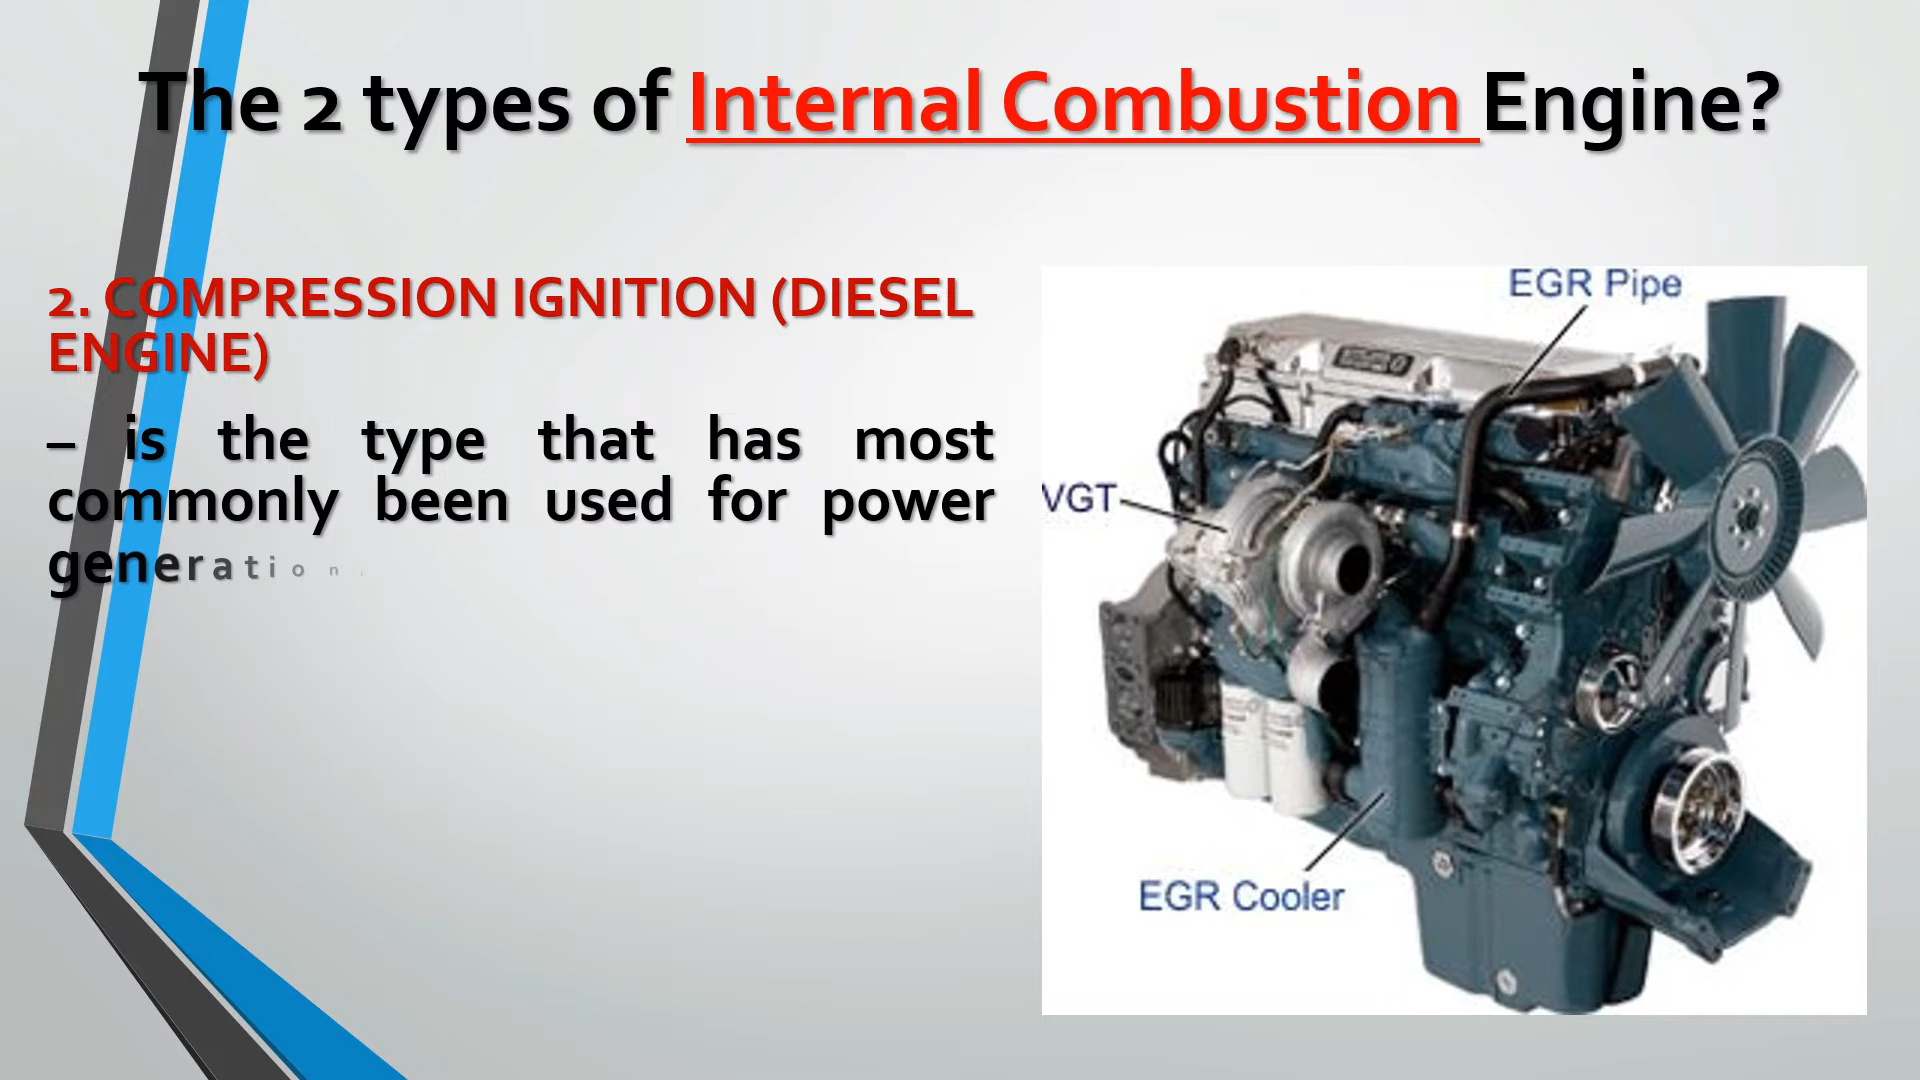 The 2 types of Internal Combustion Engine?
2. COMPRESSION IGNITION (DIESEL
ENGINE)
– is the type that has most
commonly been used for power
generation.
EGR Pipe
VGT
EGR Cooler